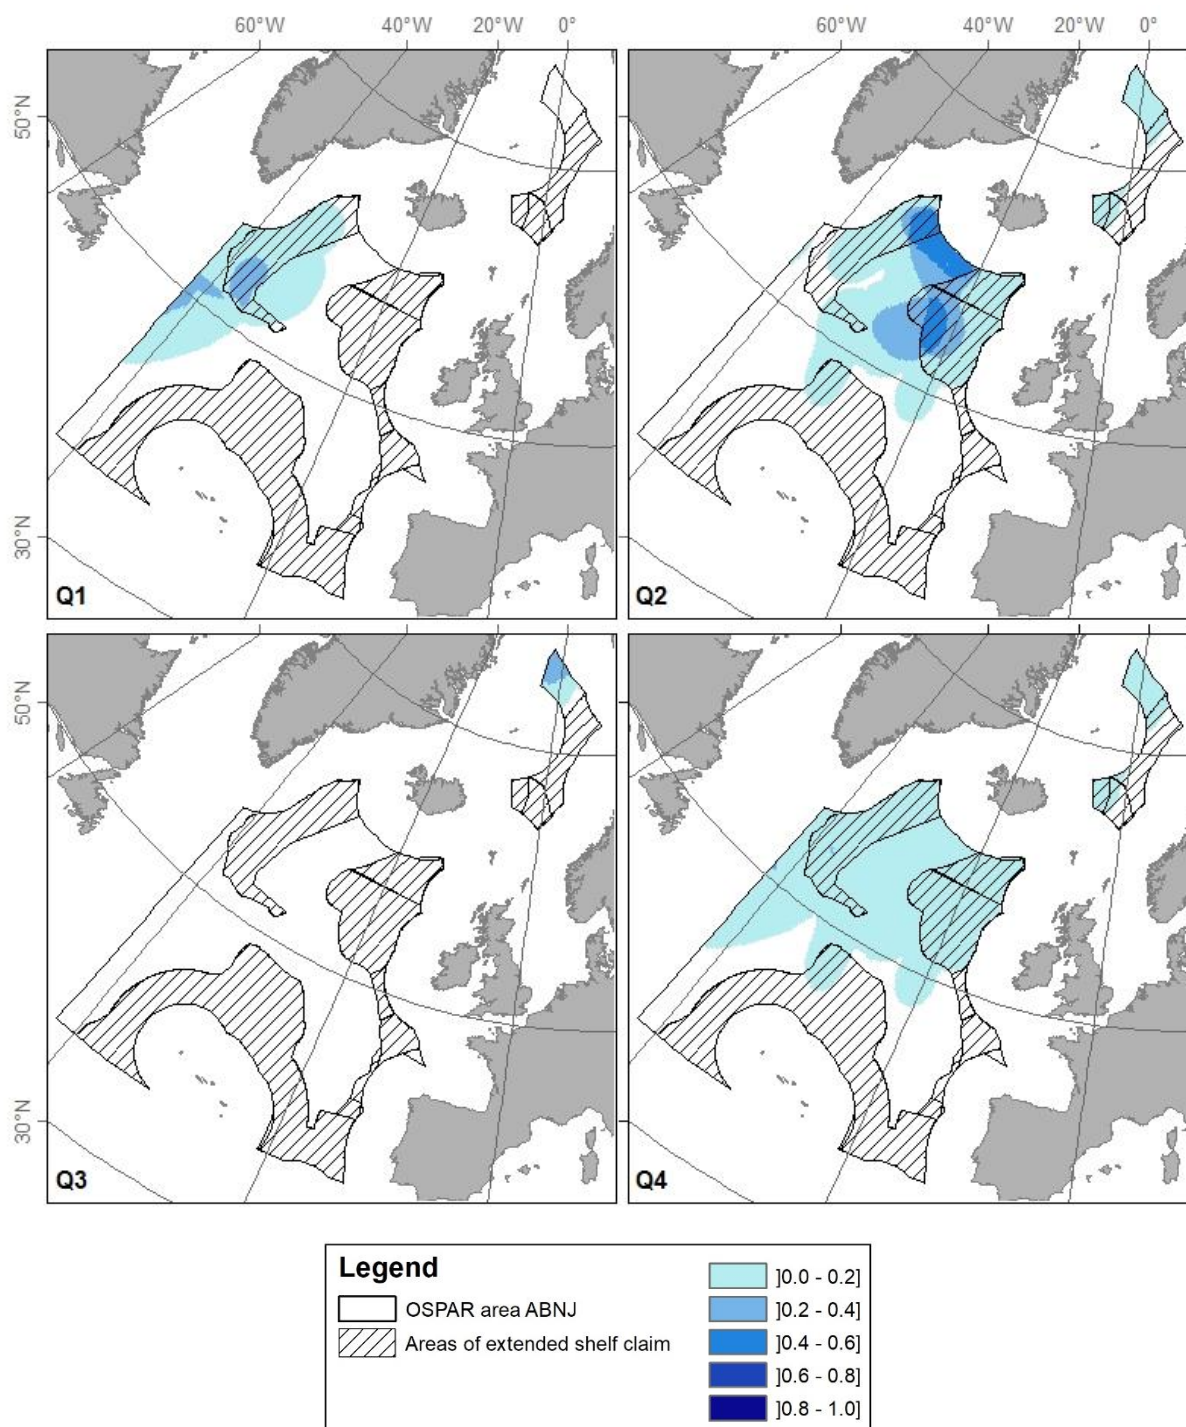 60°W 40°W 20°W 0° 60°W 40°W 20°W 0°
50°N
30°N
Q1 Q2
50°N
30°N
Q3 Q4
Legend
OSPAR area ABNJ
Areas of extended shelf claim
]0.0 - 0.2]
]0.2 - 0.4]
]0.4 - 0.6]
]0.6 - 0.8]
]0.8 - 1.0]